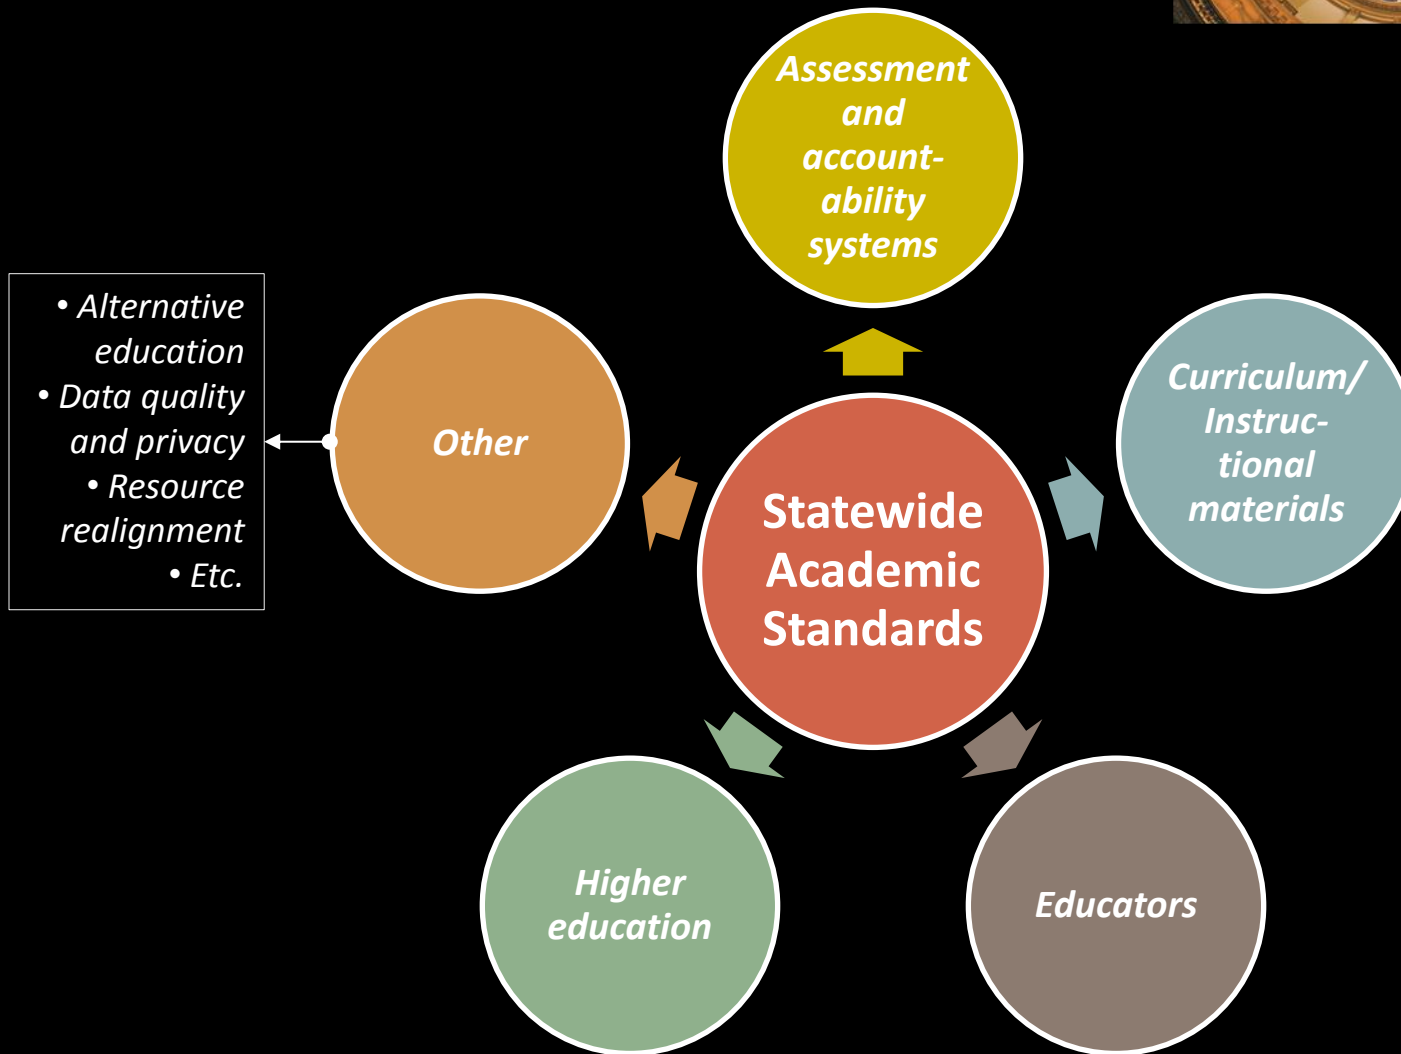 Assessment
and
account-
ability
systems
• Alternative
education
• Data quality
and privacy
• Resource
realignment
• Etc.
Other
Curriculum/
Instruc-
tional
materials
Statewide
Academic
Standards
Higher
education
Educators